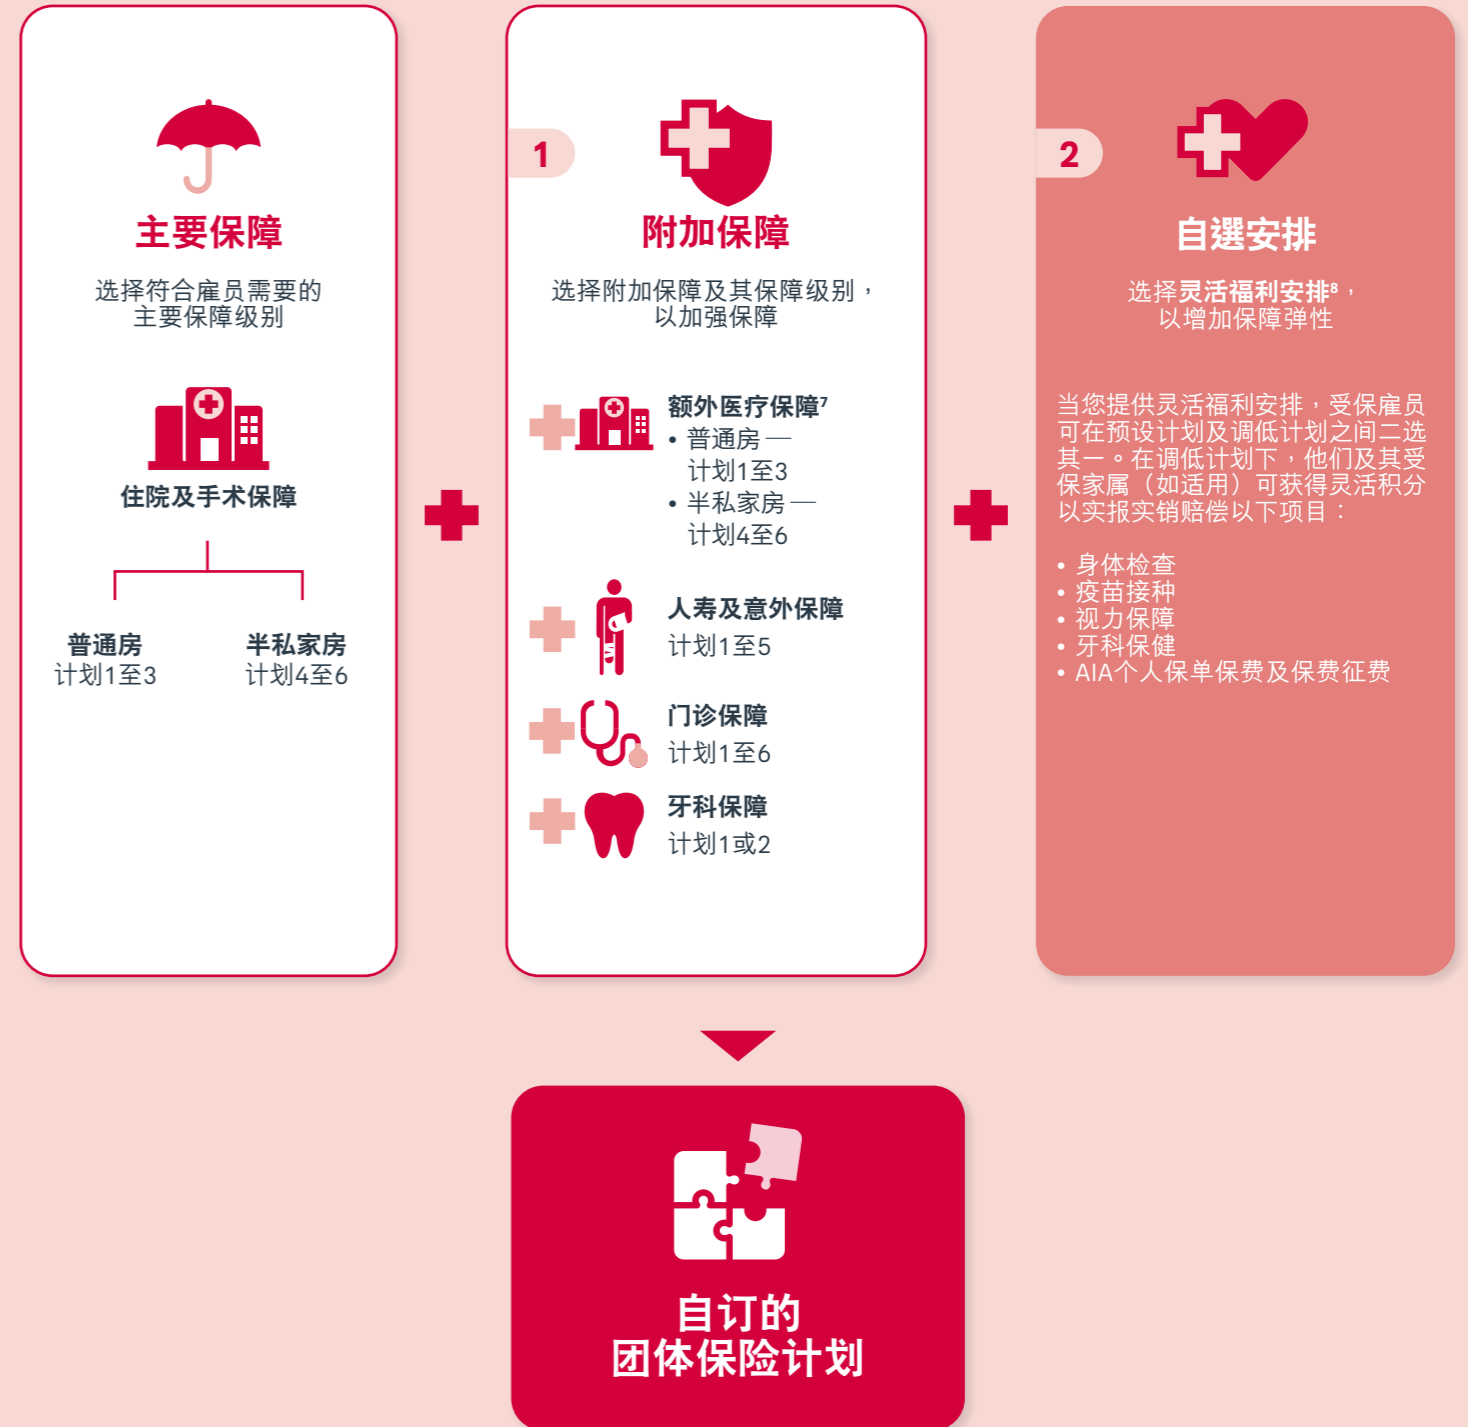 主要保障
选择符合雇员需要的
主要保障级别
住院及手术保障
普通房
计划1至3
半私家房
计划4至6
1
附加保障
选择附加保障及其保障级别，
以加强保障
额外医疗保障⁷
• 普通房 —
计划1至3
• 半私家房 —
计划4至6
人寿及意外保障
计划1至5
门诊保障
计划1至6
牙科保障
计划1或2
2
自選安排
选择灵活福利安排⁸，
以增加保障弹性
当您提供灵活福利安排，受保雇员
可在预设计划及调低计划之间二选
其一。在调低计划下，他们及其受
保家属（如适用）可获得灵活积分
以实报实销赔偿以下项目：
• 身体检查
• 疫苗接种
• 视力保障
• 牙科保健
• AIA个人保单保费及保费征费
自订的
团体保险计划